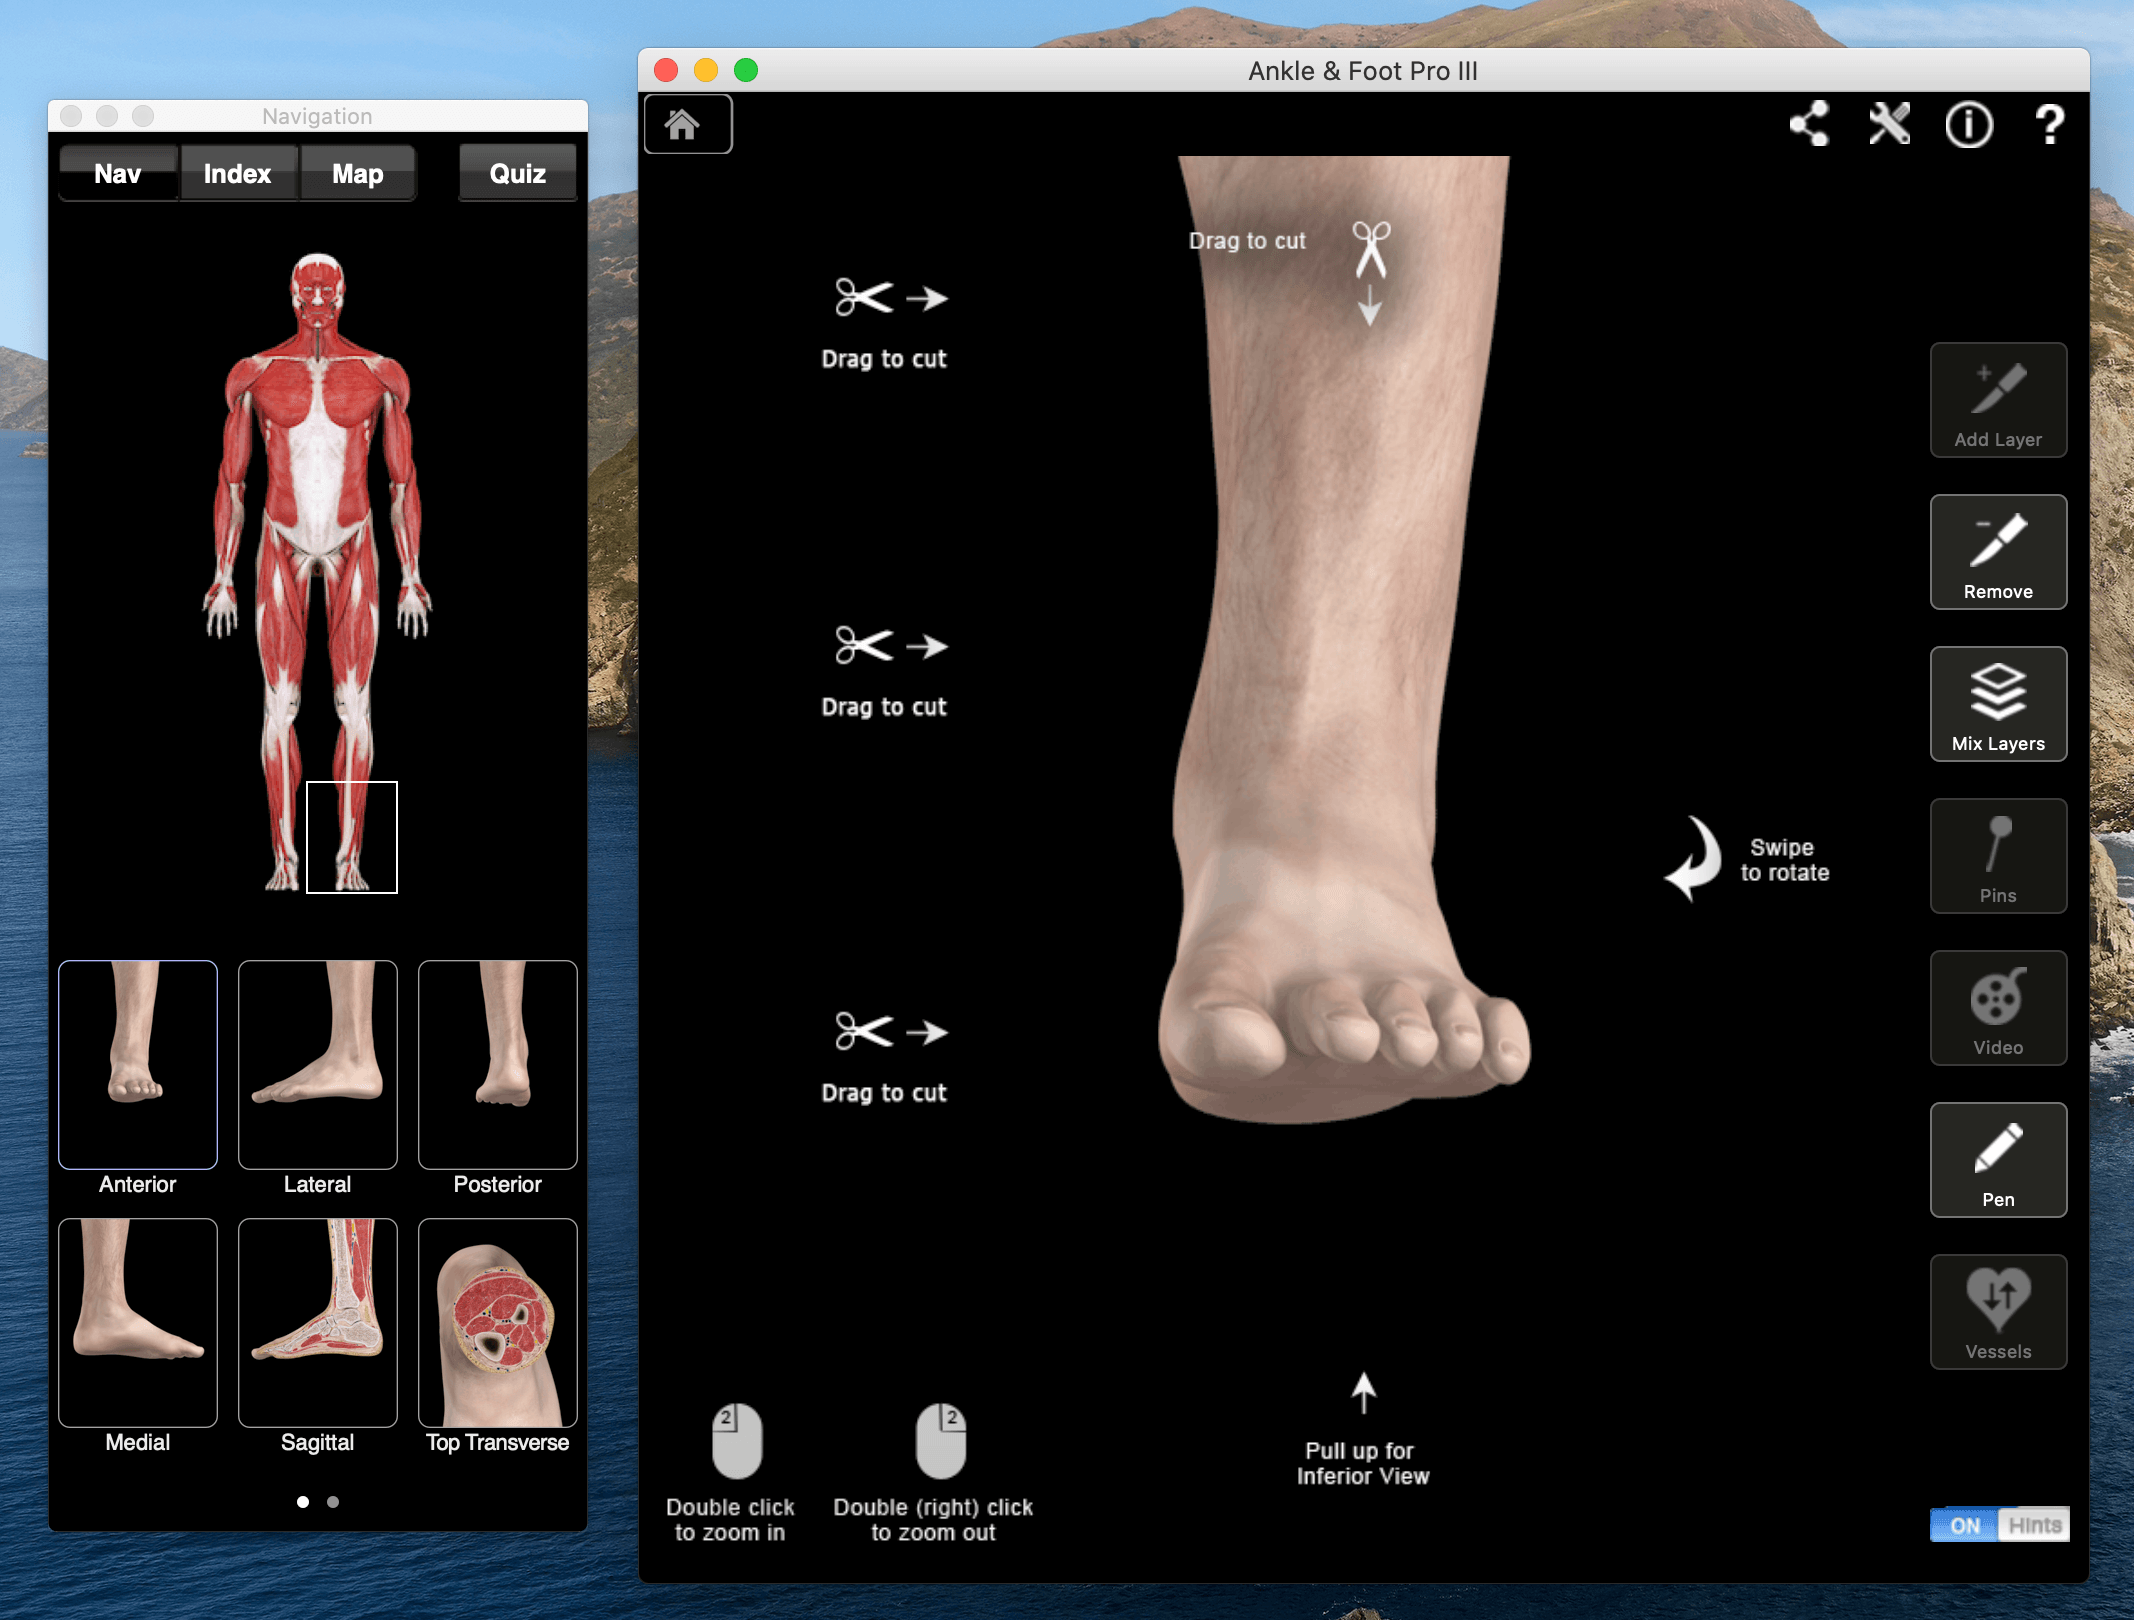 Ankle & Foot Pro III
Navigation
Nav
Index
Map
Quiz
Drag to cut
Drag to cut
Add Layer
Remove
Drag to cut
Mix Layers
Swipe
to rotate
Pins
Video
Drag to cut
Anterior
Lateral
Posterior
Pen
Vessels
Medial
Sagittal
Top Transverse
2
2
Pull up for
Inferior View
Double click
to zoom in
Double (right) click
to zoom out
ON
Hints